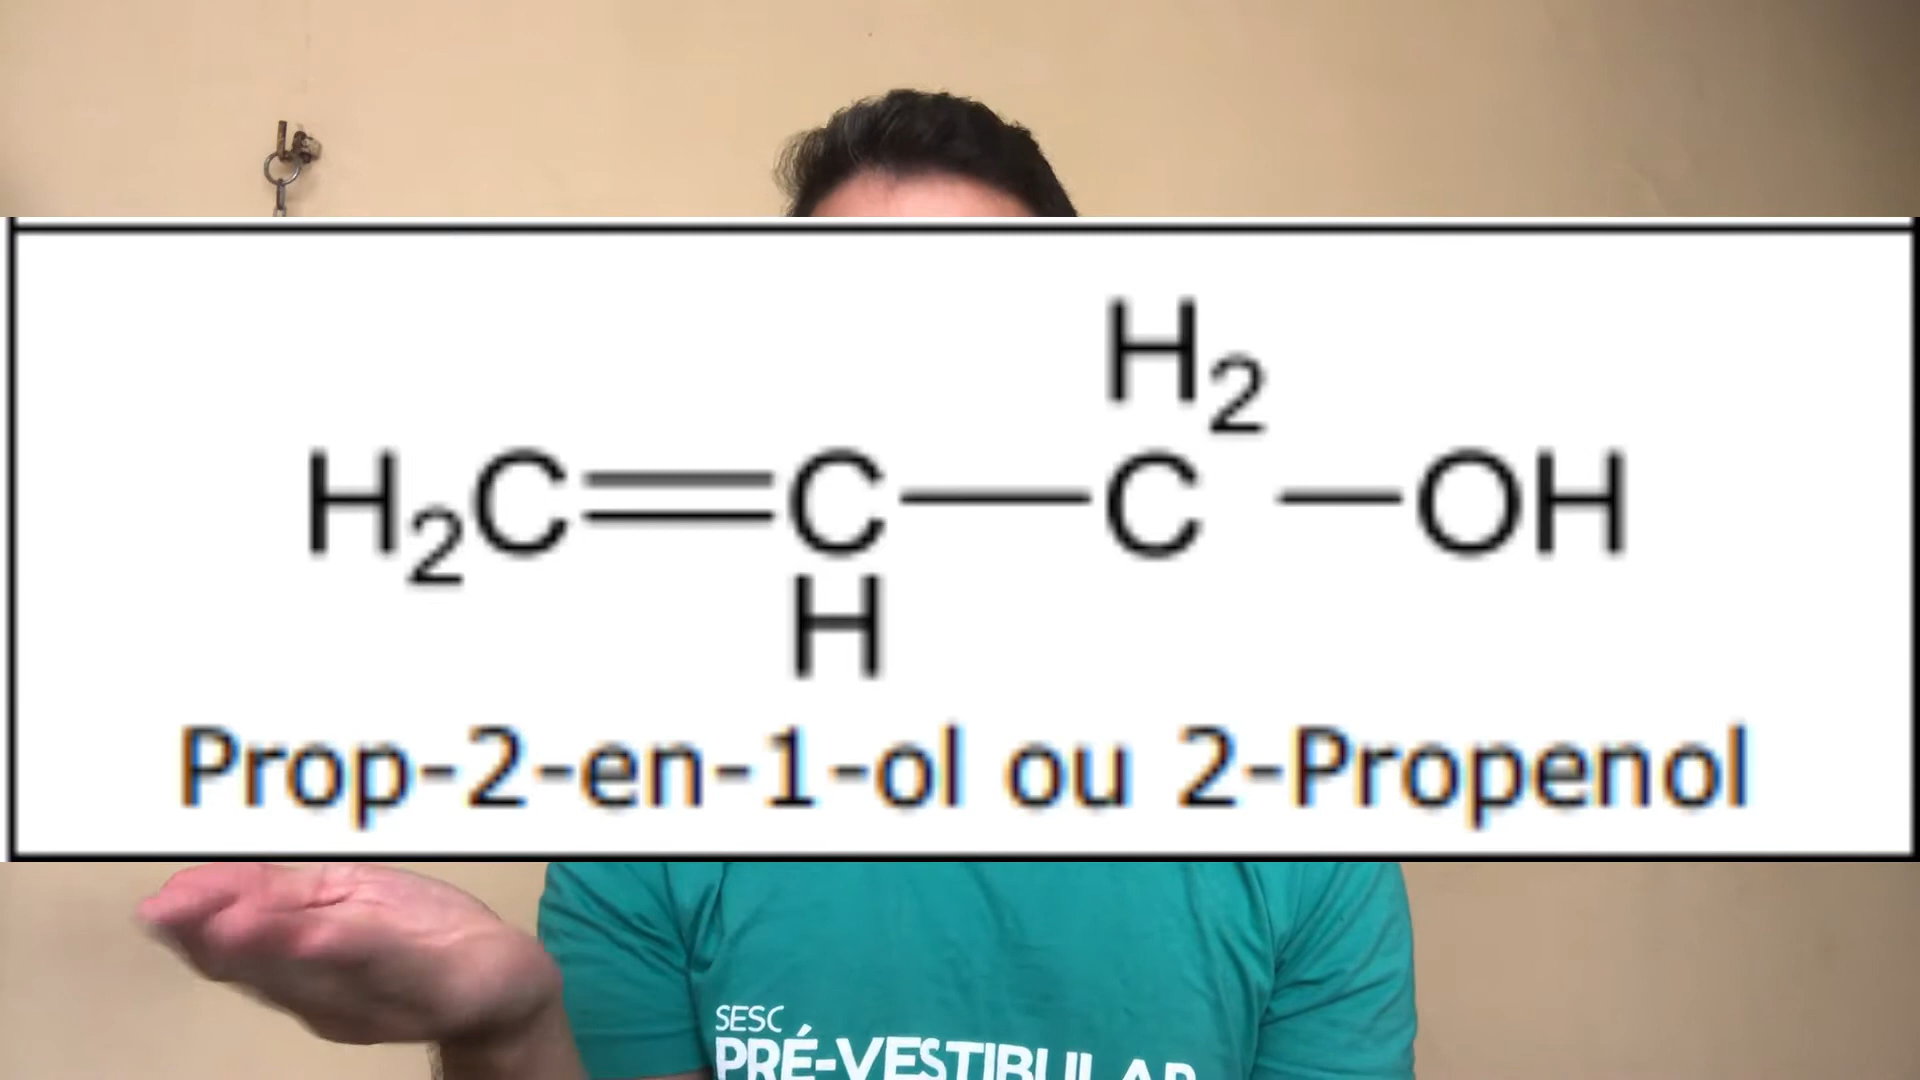 H₂
H₂C=C—C—OH
H
Prop-2-en-1-ol ou 2-Propenol
SESC
PRÉ-VESTIBULAR